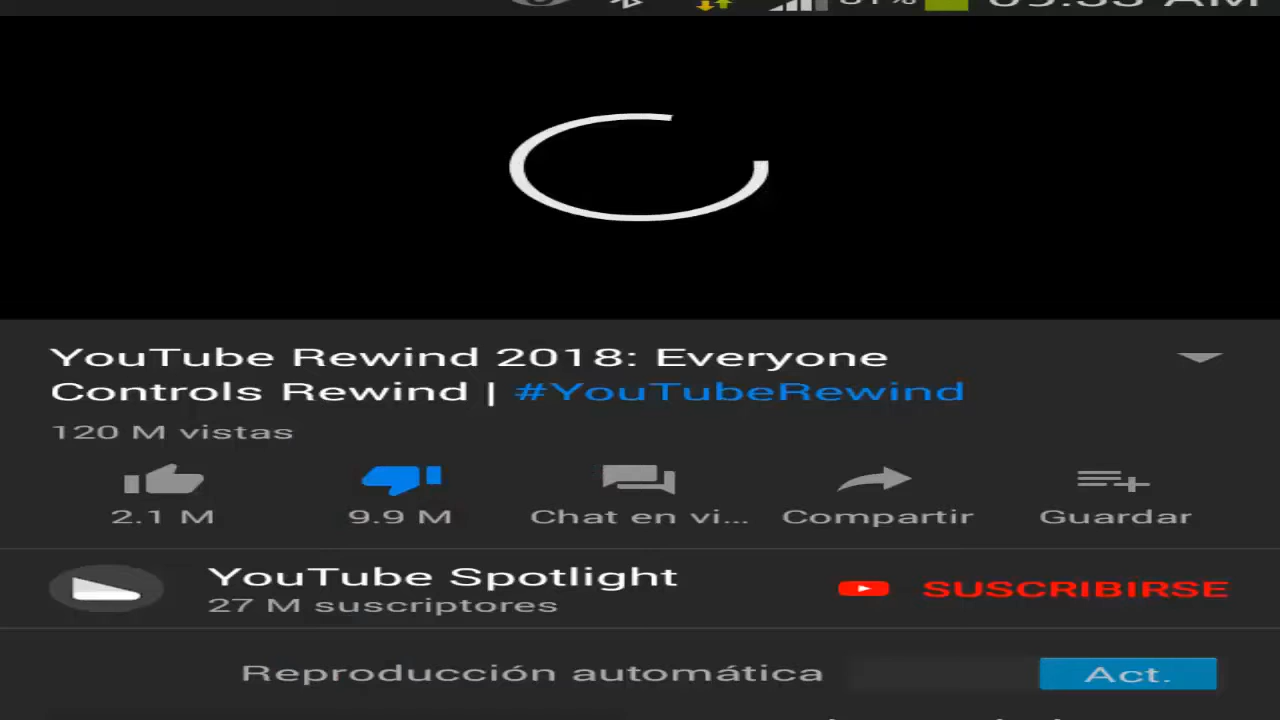 YouTube Rewind 2018: Everyone
Controls Rewind | #YouTubeRewind
120 M vistas
2.1 M
9.9 M
Chat en vi...
Compartir
Guardar
YouTube Spotlight
27 M suscriptores
SUSCRIBIRSE
Reproducción automática
Act.